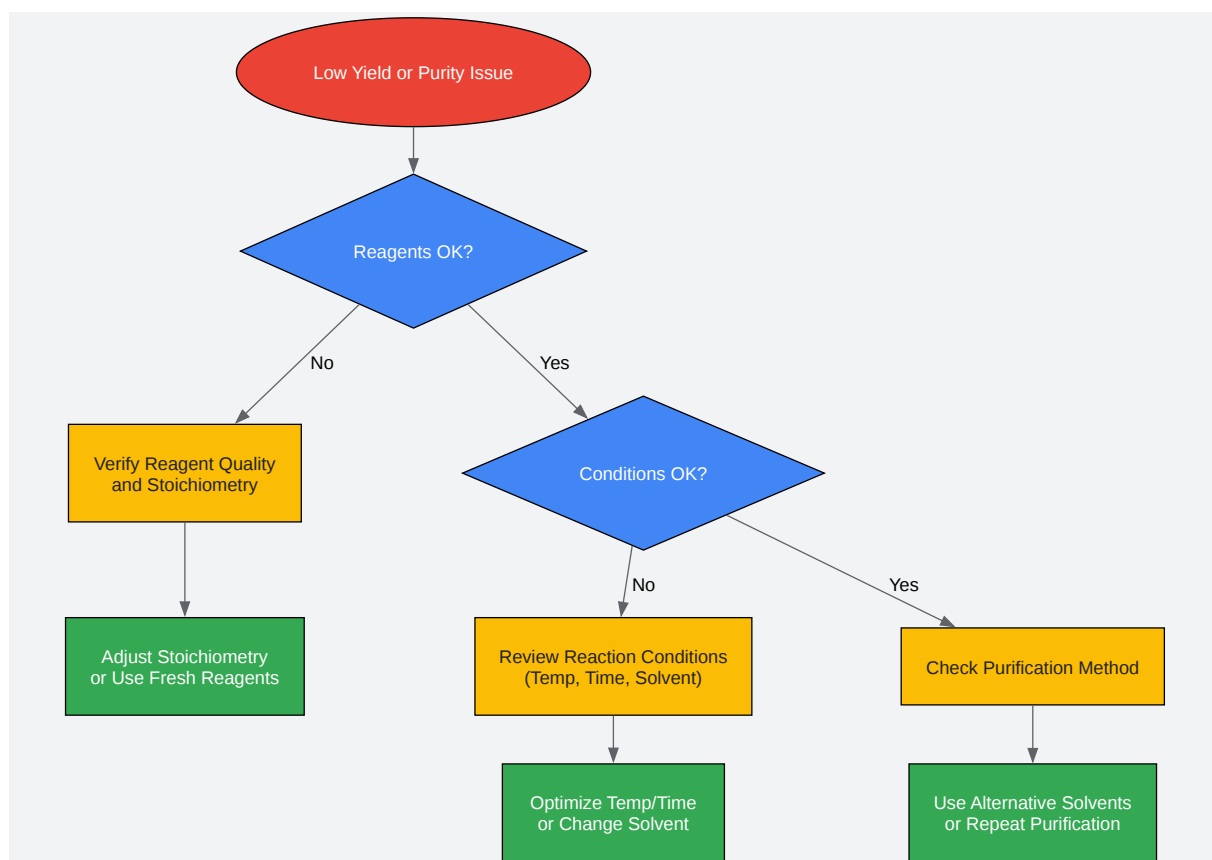 Low Yield or Purity Issue
Reagents OK?
No
Yes
Verify Reagent Quality
and Stoichiometry
Conditions OK?
No
Yes
Adjust Stoichiometry
or Use Fresh Reagents
Review Reaction Conditions
(Temp, Time, Solvent)
Check Purification Method
Optimize Temp/Time
or Change Solvent
Use Alternative Solvents
or Repeat Purification